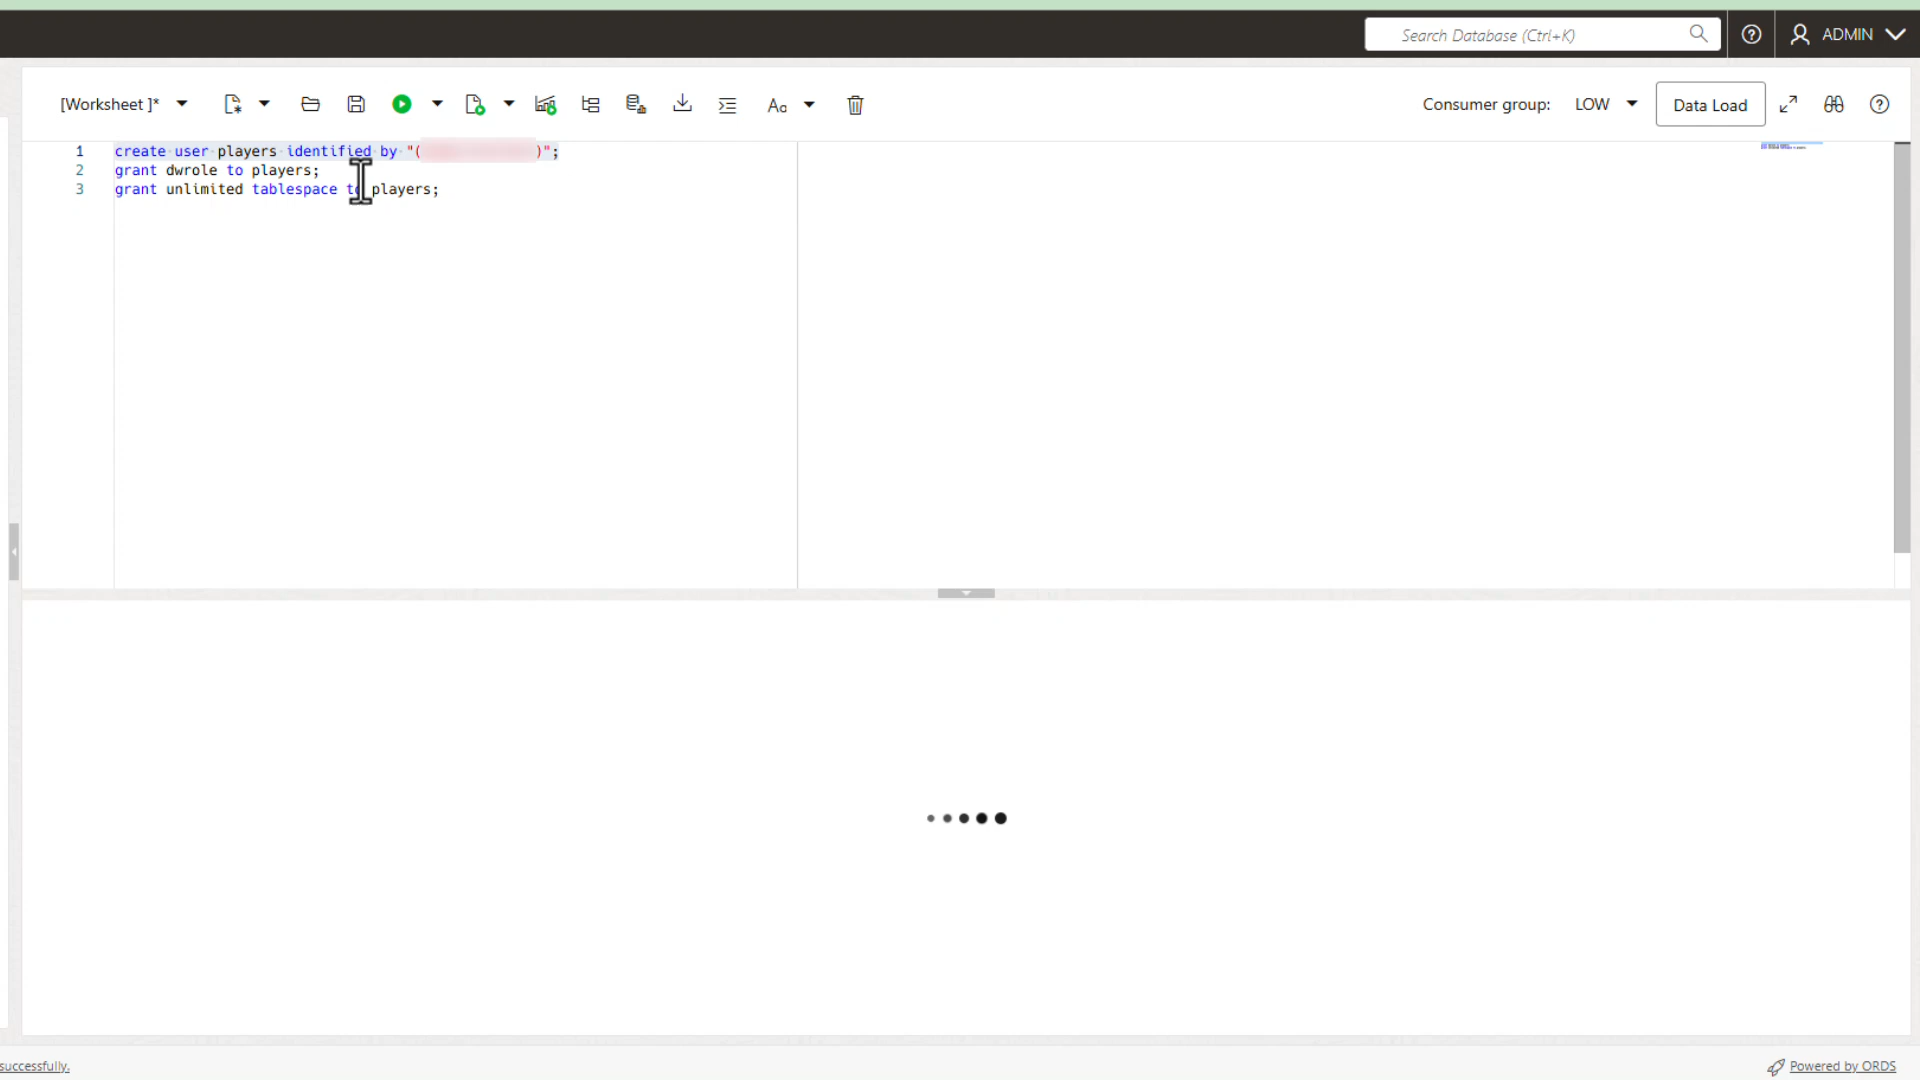 Search Database (Ctrl+K)
ADMIN
[Worksheet ]*
Aa
Consumer group: LOW
Data Load
1 create user players identified by "( )";
2 grant dwrole to players;
3 grant unlimited tablespace to players;
successfully.
Powered by ORDS